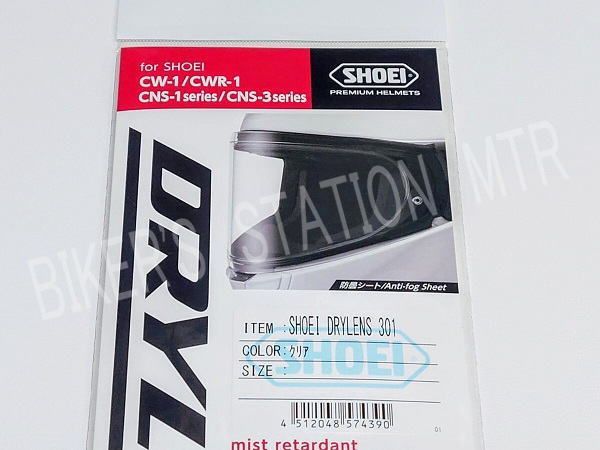 for SHOEI
CW-1/CWR-1
CNS-1series/CNS-3series
SHOEI
PREMIUM HELMETS
DRYL
BIKER'S STATION MTR
防曇シート/Anti-fog Sheet
ITEM :SHOEI DRYLENS 301
COLOR:ｸﾘｱ
SIZE :
SHOEI
4 512048 574390
01
mist retardant